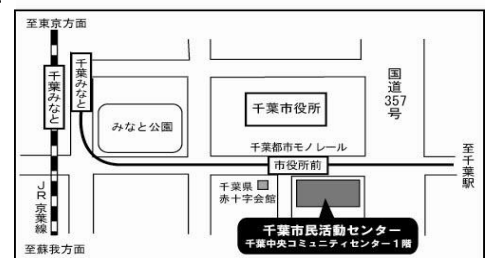 至東京方面
千葉みなと
千葉みなと
みなと公園
千葉市役所
国道357号
千葉都市モノレール
市役所前
至千葉駅
千葉県
赤十字会館
JR京葉線
千葉市民活動センター
千葉中央コミュニティセンター1階
至蘇我方面